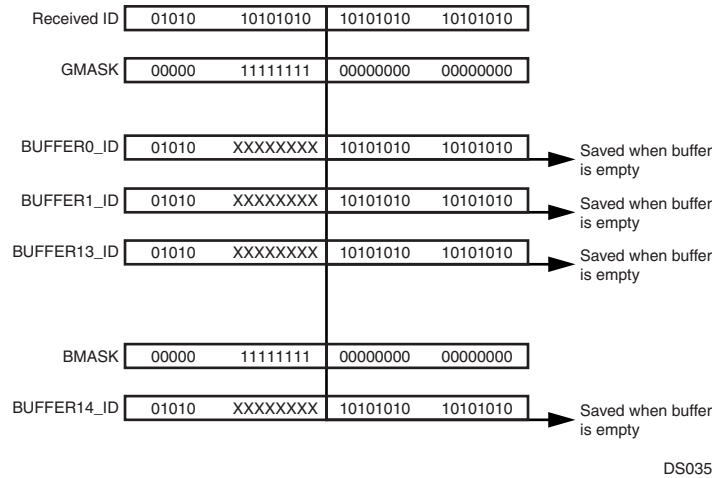 Received ID 01010 10101010 10101010 10101010
GMASK 00000 11111111 00000000 00000000
BUFFER0_ID 01010 XXXXXXXX 10101010 10101010
Saved when buffer
is empty
BUFFER1_ID 01010 XXXXXXXX 10101010 10101010
Saved when buffer
is empty
BUFFER13_ID 01010 XXXXXXXX 10101010 10101010
Saved when buffer
is empty
BMASK 00000 11111111 00000000 00000000
BUFFER14_ID 01010 XXXXXXXX 10101010 10101010
Saved when buffer
is empty
DS035